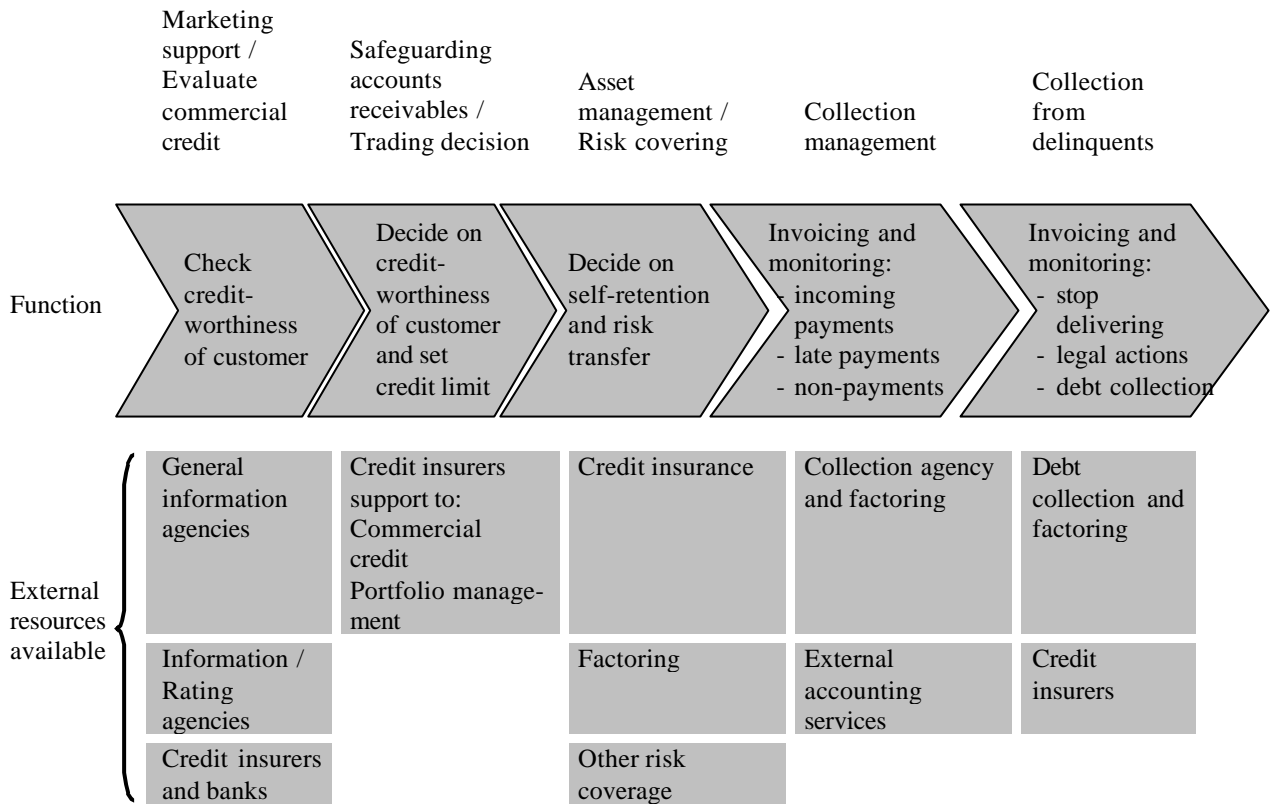 Marketing
support /
Evaluate
commercial
credit
Safeguarding
accounts
receivables /
Trading decision
Asset
management /
Risk covering
Collection
management
Collection
from
delinquents
Function
Check
credit-
worthiness
of customer
Decide on
credit-
worthiness
of customer
and set
credit limit
Decide on
self-retention
and risk
transfer
Invoicing and
monitoring:
- incoming
payments
- late payments
- non-payments
Invoicing and
monitoring:
- stop
delivering
- legal actions
- debt collection
External
resources
available
General
information
agencies
Credit insurers
support to:
Commercial
credit
Portfolio manage-
ment
Credit insurance
Collection agency
and factoring
Debt
collection and
factoring
Information /
Rating
agencies
Factoring
External
accounting
services
Credit
insurers
Credit insurers
and banks
Other risk
coverage